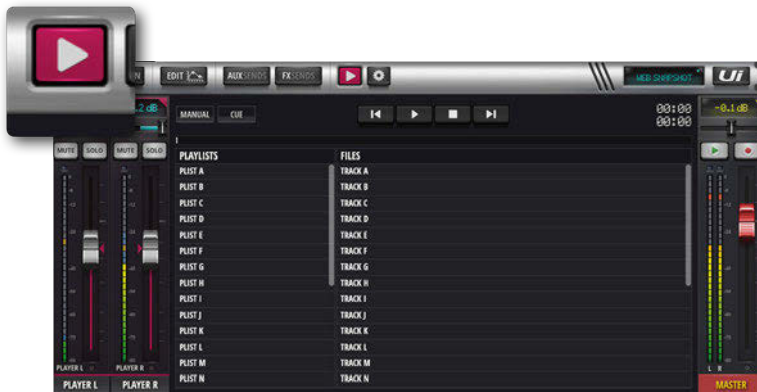 EDIT AUX SENDS FX SENDS WEB SNAPSHOT Ui
.2 dB MANUAL CUE 00:00 -0.1 dB
00:00
MUTE SOLO MUTE SOLO
PLAYLISTS FILES
PLIST A TRACK A
PLIST B TRACK B
PLIST C TRACK C
PLIST D TRACK D
PLIST E TRACK E
PLIST F TRACK F
PLIST G TRACK G
PLIST H TRACK H
PLIST I TRACK I
PLIST J TRACK J
PLIST K TRACK K
PLIST L TRACK L
PLIST M TRACK M
PLAYER L PLAYER R L R
PLIST N TRACK N
PLAYER L PLAYER R MASTER